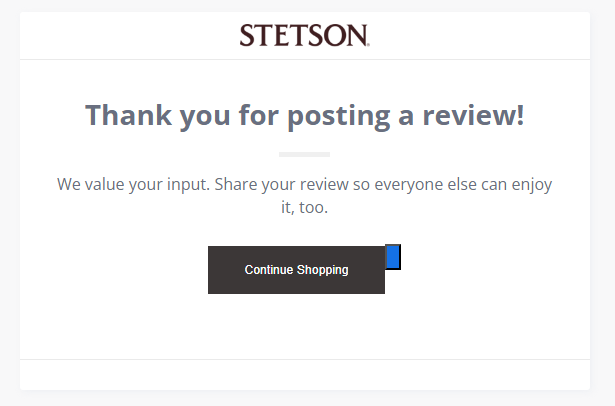 STETSON
Thank you for posting a review!
We value your input. Share your review so everyone else can enjoy
it, too.
Continue Shopping